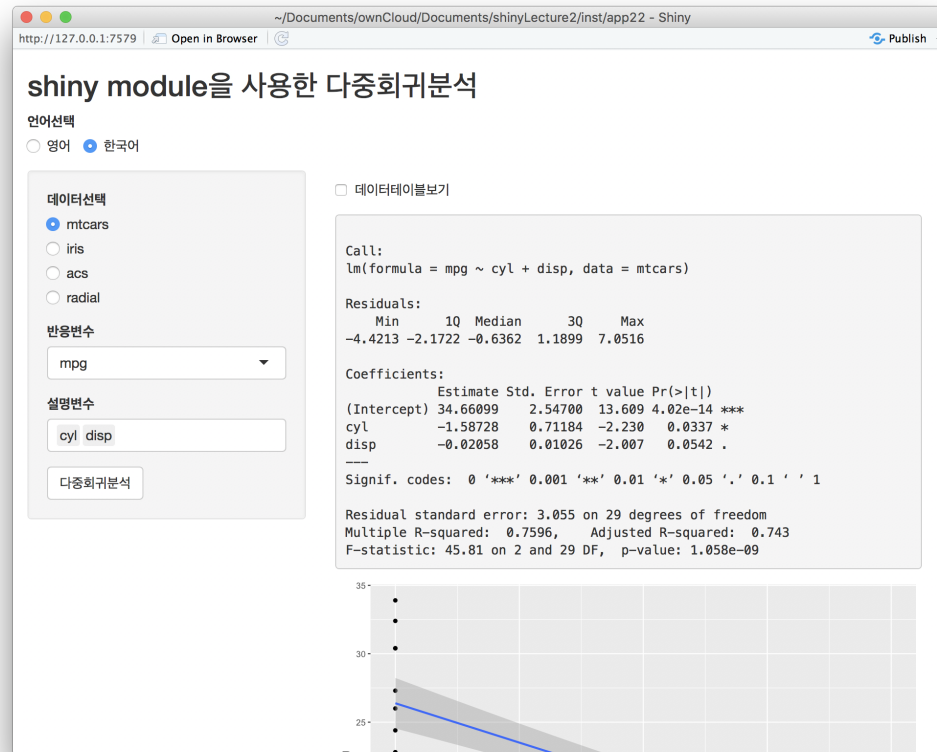 ~/Documents/ownCloud/Documents/shinyLecture2/inst/app22 - Shiny
http://127.0.0.1:7579 Open in Browser Publish
shiny module을 사용한 다중회귀분석
언어선택
영어 한국어
데이터선택
mtcars
iris
acs
radial
반응변수
mpg
설명변수
cyl disp
다중회귀분석
데이터테이블보기
Call:
lm(formula = mpg ~ cyl + disp, data = mtcars)
Residuals:
Min 1Q Median 3Q Max
-4.4213 -2.1722 -0.6362 1.1899 7.0516
Coefficients:
Estimate Std. Error t value Pr(>|t|)
(Intercept) 34.66099 2.54700 13.609 4.02e-14 ***
cyl -1.58728 0.71184 -2.230 0.0337 *
disp -0.02058 0.01026 -2.007 0.0542 .
---
Signif. codes: 0 ‘***’ 0.001 ‘**’ 0.01 ‘*’ 0.05 ‘.’ 0.1 ‘ ’ 1
Residual standard error: 3.055 on 29 degrees of freedom
Multiple R-squared: 0.7596, Adjusted R-squared: 0.743
F-statistic: 45.81 on 2 and 29 DF, p-value: 1.058e-09
35
30
25